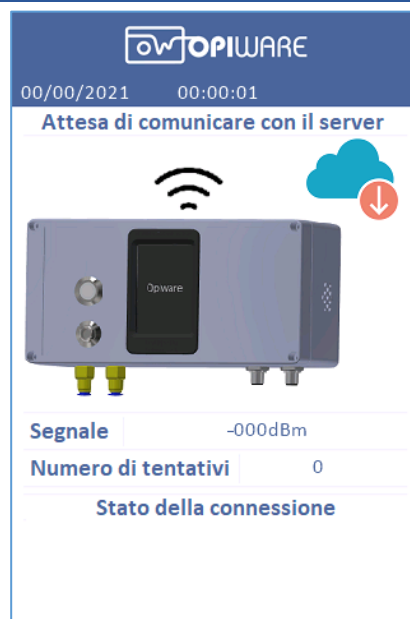 OW OPIWARE
00/00/2021 00:00:01
Attesa di comunicare con il server
Opware
Segnale -000dBm
Numero di tentativi 0
Stato della connessione